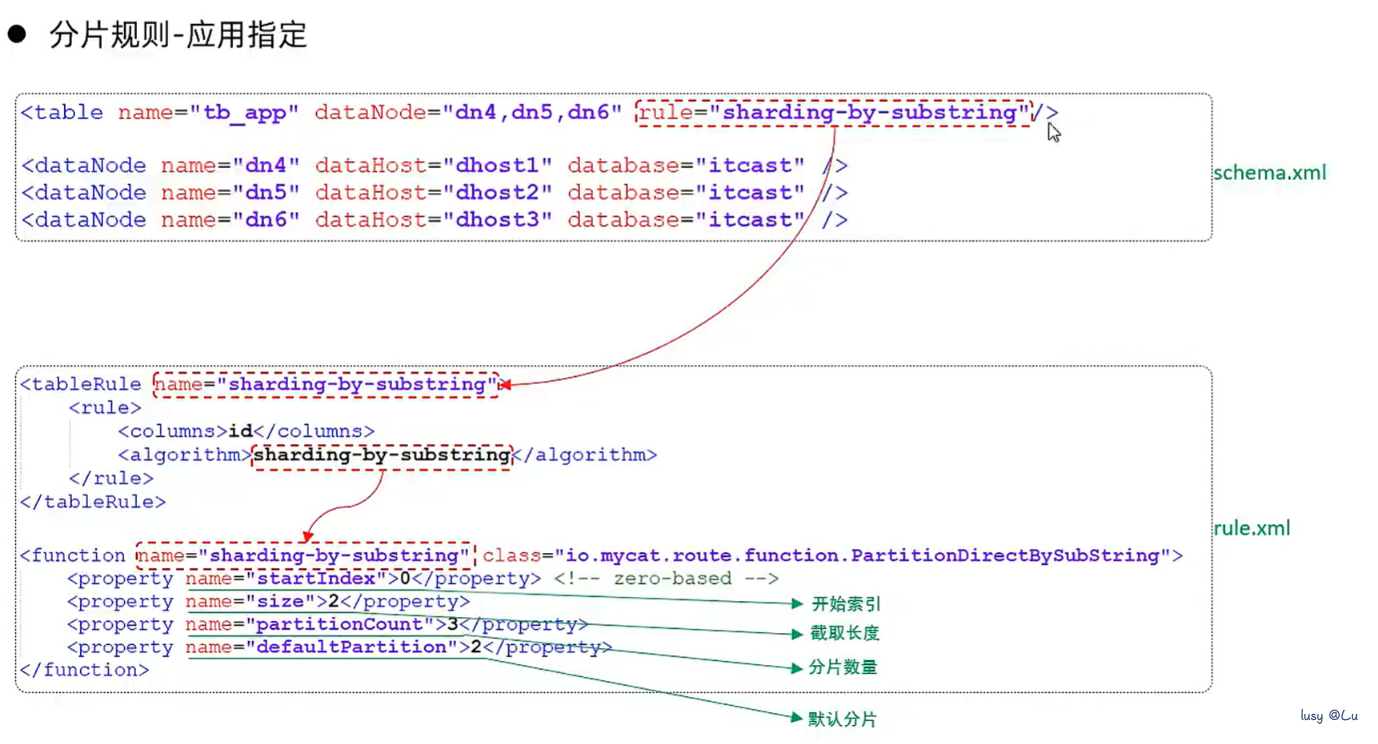 ● 分片规则-应用指定
<table name="tb_app" dataNode="dn4,dn5,dn6" rule="sharding-by-substring"/>
<dataNode name="dn4" dataHost="dhost1" database="itcast" />
<dataNode name="dn5" dataHost="dhost2" database="itcast" />
<dataNode name="dn6" dataHost="dhost3" database="itcast" />
schema.xml
<tableRule name="sharding-by-substring">
<rule>
<columns>id</columns>
<algorithm>sharding-by-substring</algorithm>
</rule>
</tableRule>
<function name="sharding-by-substring" class="io.mycat.route.function.PartitionDirectBySubString">
<property name="startIndex">0</property> <!-- zero-based -->
<property name="size">2</property>
<property name="partitionCount">3</property>
<property name="defaultPartition">2</property>
</function>
rule.xml
开始索引
截取长度
分片数量
默认分片
lusy @Lu